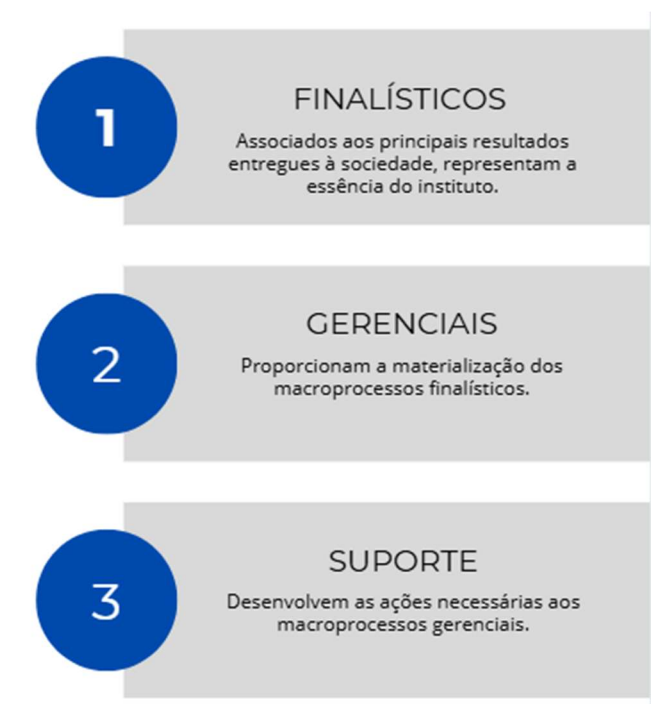 1
FINALÍSTICOS
Associados aos principais resultados
entregues à sociedade, representam a
essência do instituto.
2
GERENCIAIS
Proporcionam a materialização dos
macroprocessos finalísticos.
3
SUPORTE
Desenvolvem as ações necessárias aos
macroprocessos gerenciais.